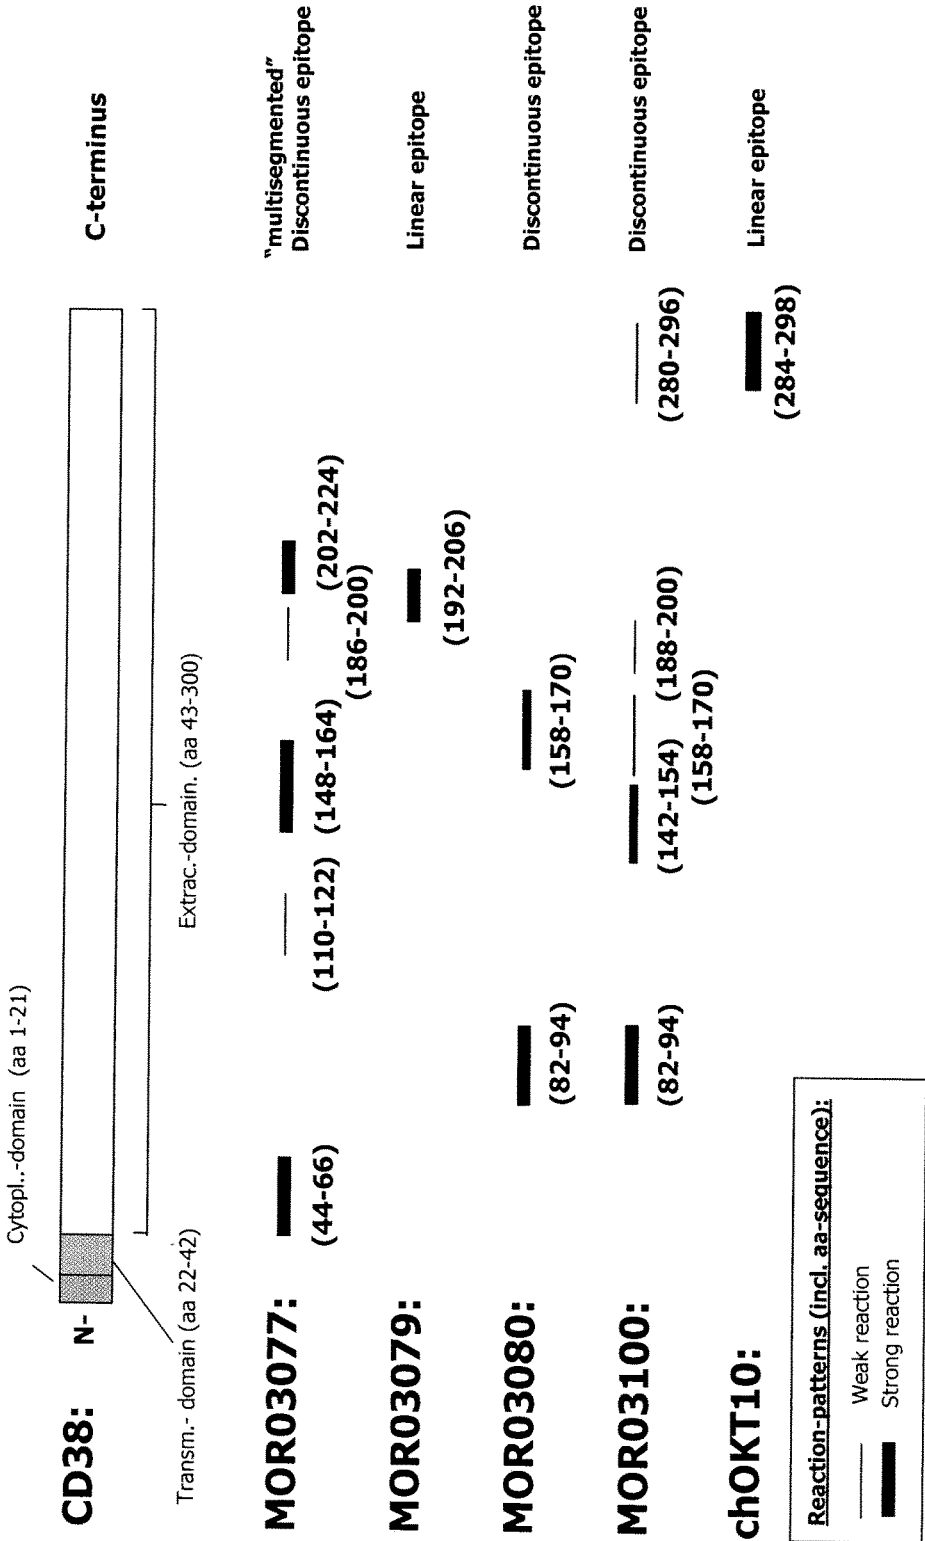 Cytopl..-domain (aa 1-21)
CD38:
N-
C-terminus
Transm.- domain (aa 22-42)
Extrac.-domain. (aa 43-300)
MOR03077:
(44-66)
(110-122)
(148-164)
(186-200)
(202-224)
"multisegmented"
Discontinuous epitope
MOR03079:
(192-206)
Linear epitope
MOR03080:
(82-94)
(158-170)
Discontinuous epitope
MOR03100:
(82-94)
(142-154)
(158-170)
(188-200)
(280-296)
Discontinuous epitope
chOKT10:
(284-298)
Linear epitope
Reaction-patterns (incl. aa-sequence):
Weak reaction
Strong reaction